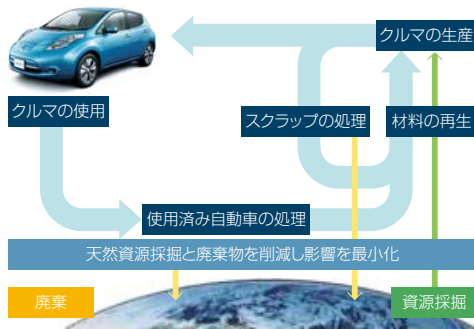 クルマの生産
クルマの使用
スクラップの処理
材料の再生
使用済み自動車の処理
天然資源採掘と廃棄物を削減し影響を最小化
廃棄
資源採掘